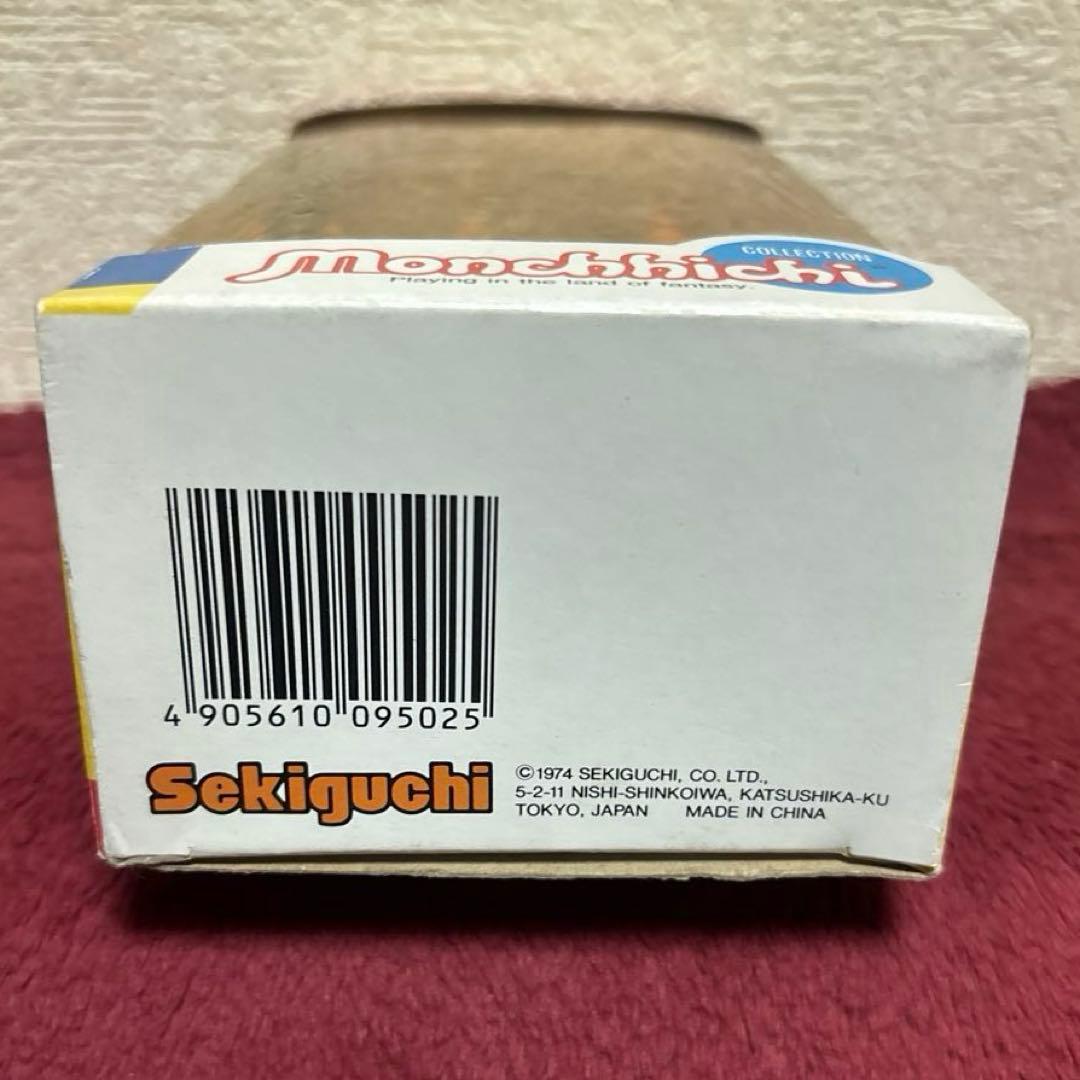 COLLECTION
Monchhichi
Playing in the land of fantasy.
4 905610 095025
Sekiguchi
©1974 SEKIGUCHI, CO. LTD.,
5-2-11 NISHI-SHINKOIWA, KATSUSHIKA-KU
TOKYO, JAPAN MADE IN CHINA